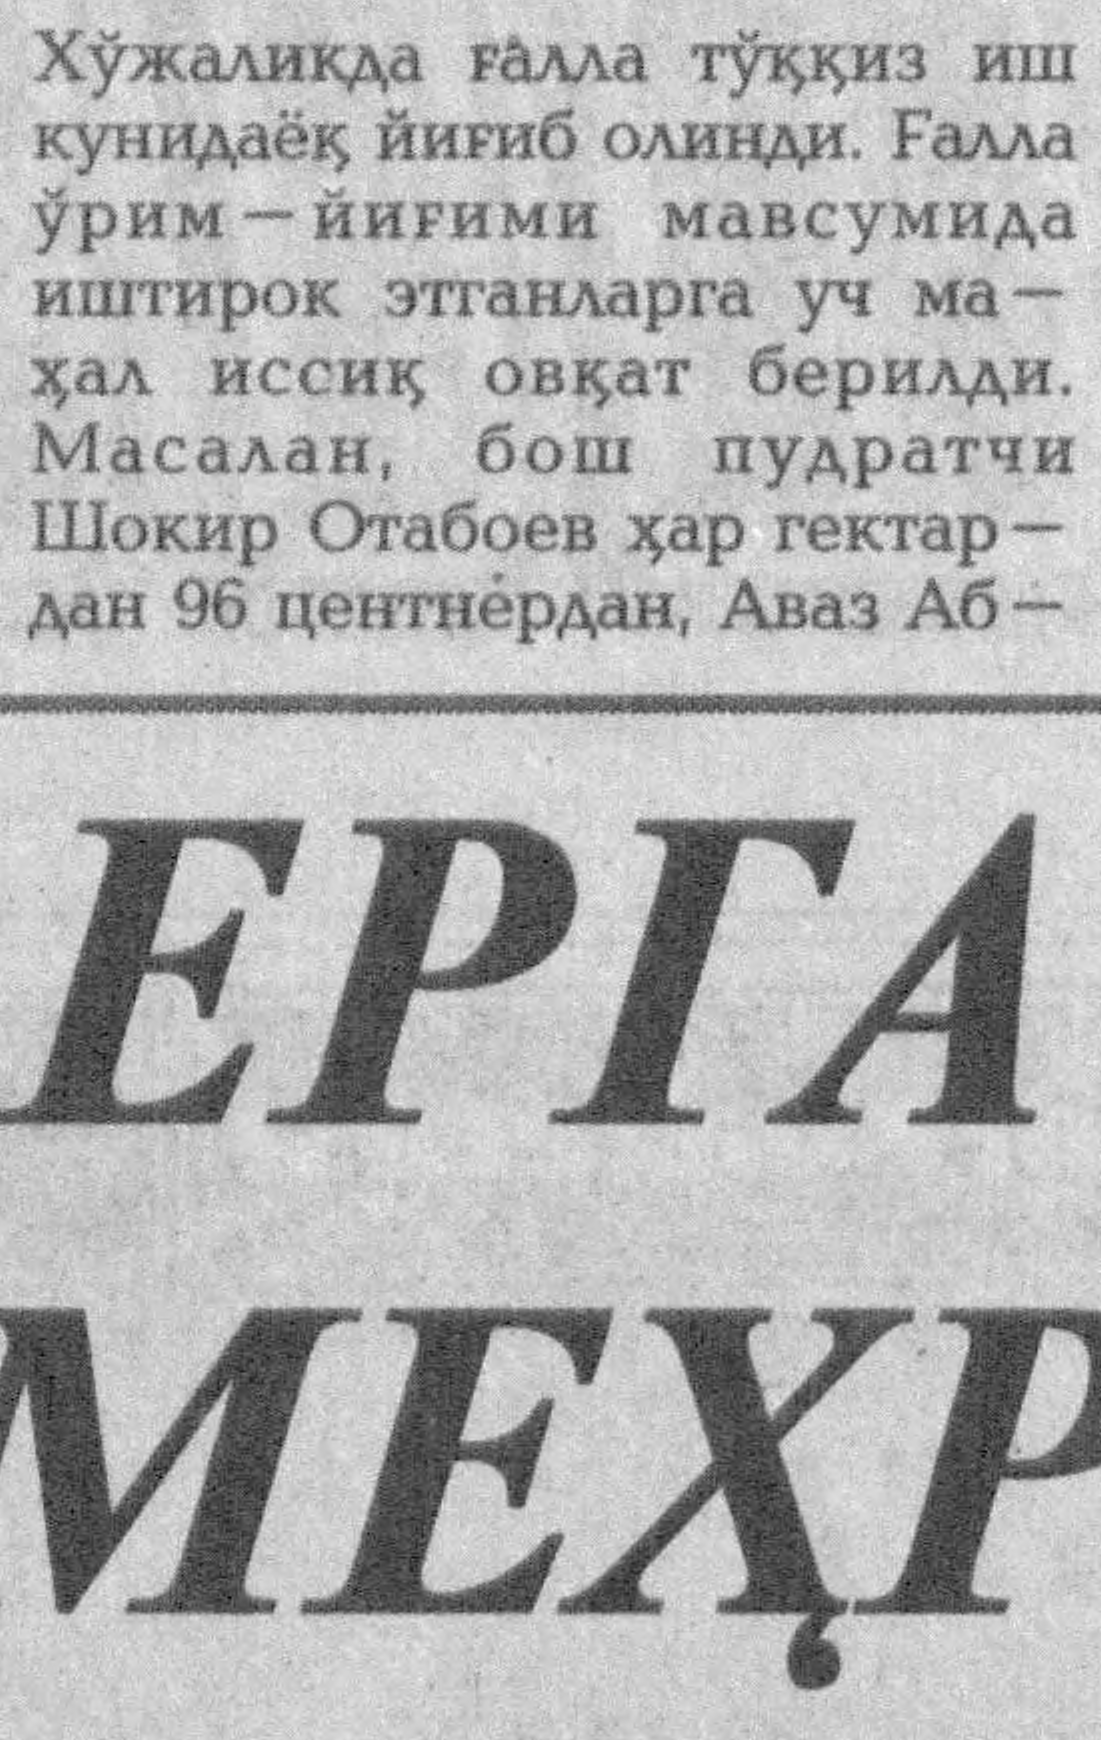 Хўжаликда ғалла тўққиз иш
кунидаёқ йиғиб олинди. Ғалла
ўрим—йиғими мавсумида
иштирок этганларга уч ма—
ҳал иссиқ овқат берилди.
Масалан, бош пудратчи
Шокир Отабоев ҳар гектар—
дан 96 центнердан, Аваз Аб—
ЕРГА
МЕҲР